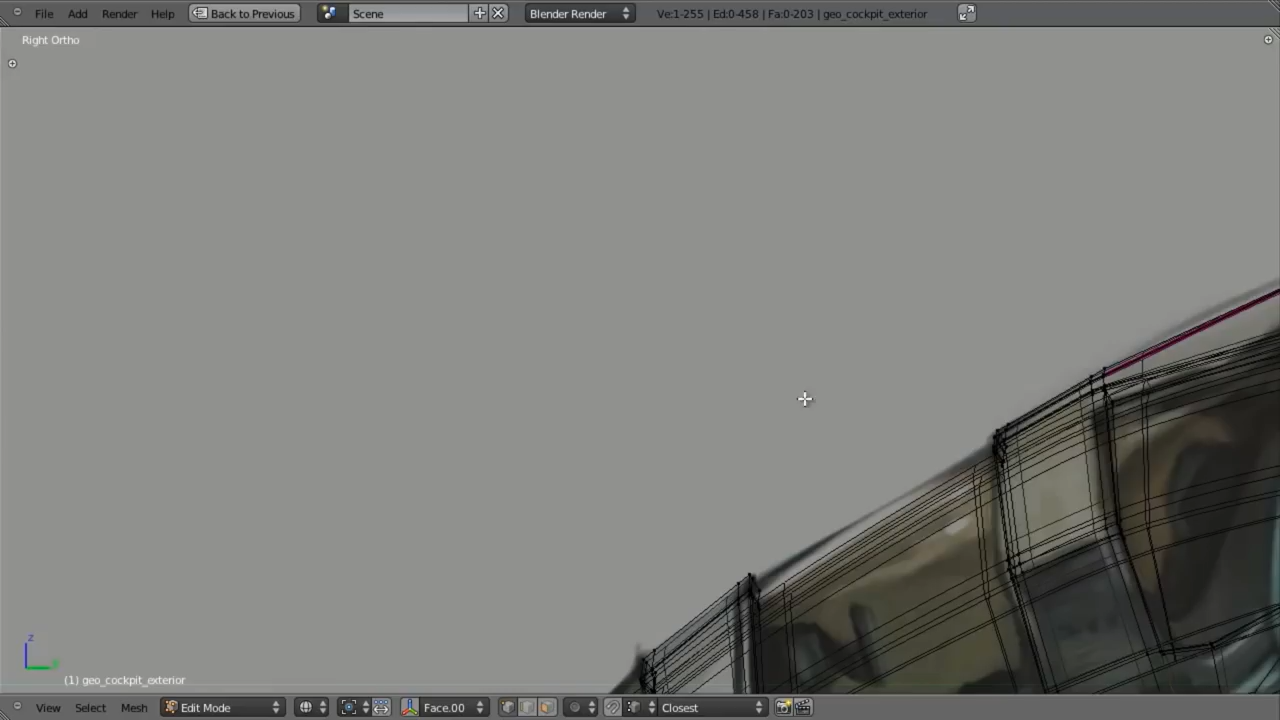 File Add Render Help Back to Previous Scene Blender Render Ve:1-255 | Ed:0-458 | Fa:0-203 | geo_cockpit_exterior
Right Ortho
z
y
(1) geo_cockpit_exterior
View Select Mesh Edit Mode Face.00 Closest